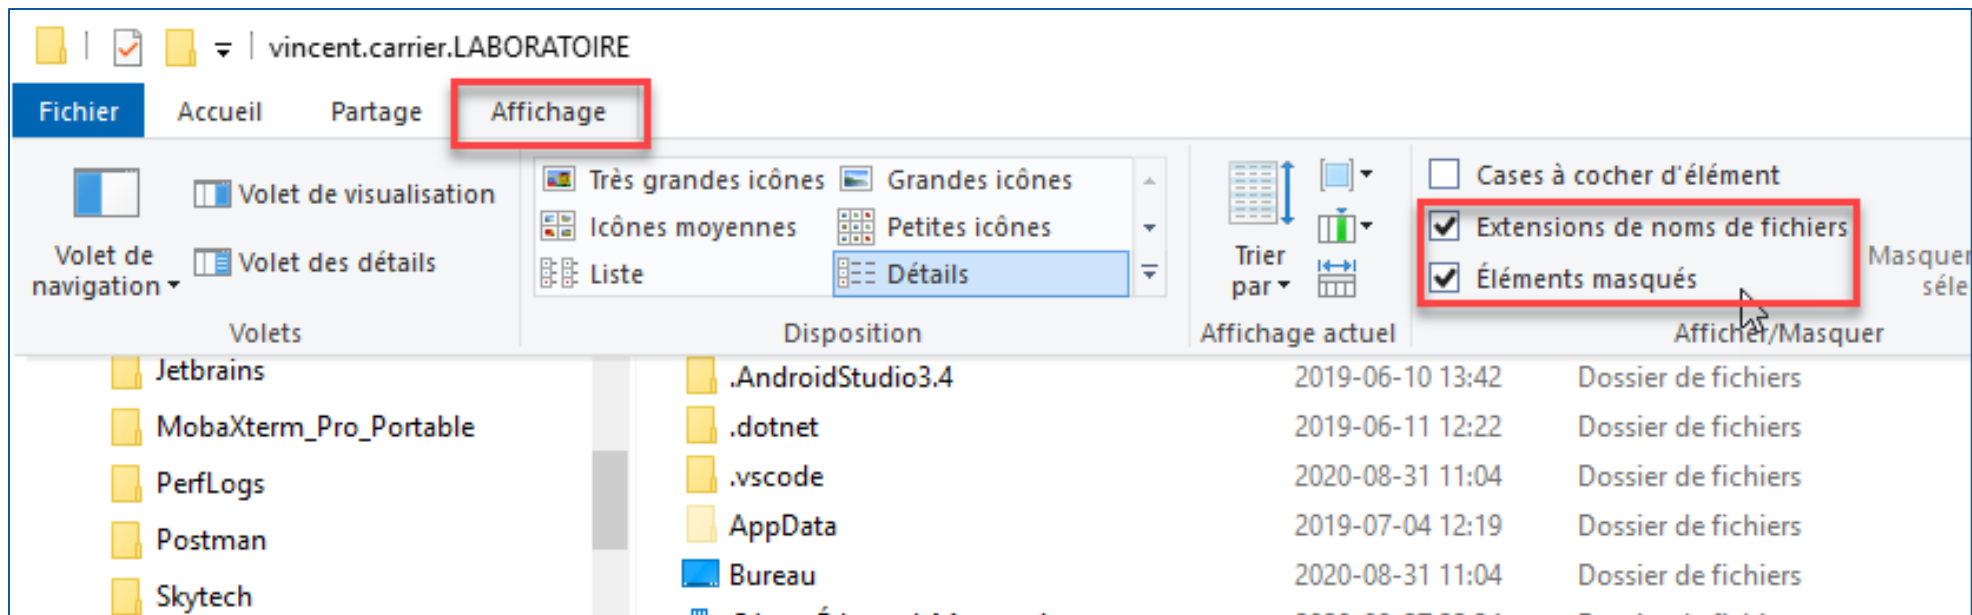 vincent.carrier.LABORATOIRE
Fichier Accueil Partage Affichage
Volet de navigation
Volet de visualisation
Volet des détails
Volets
Très grandes icônes Grandes icônes
Icônes moyennes Petites icônes
Liste Détails
Disposition
Trier par
Affichage actuel
Cases à cocher d'élément
Extensions de noms de fichiers
Éléments masqués
Masquer
séle
Afficher/Masquer
Jetbrains
MobaXterm_Pro_Portable
PerfLogs
Postman
Skytech
.AndroidStudio3.4 2019-06-10 13:42 Dossier de fichiers
.dotnet 2019-06-11 12:22 Dossier de fichiers
.vscode 2020-08-31 11:04 Dossier de fichiers
AppData 2019-07-04 12:19 Dossier de fichiers
Bureau 2020-08-31 11:04 Dossier de fichiers